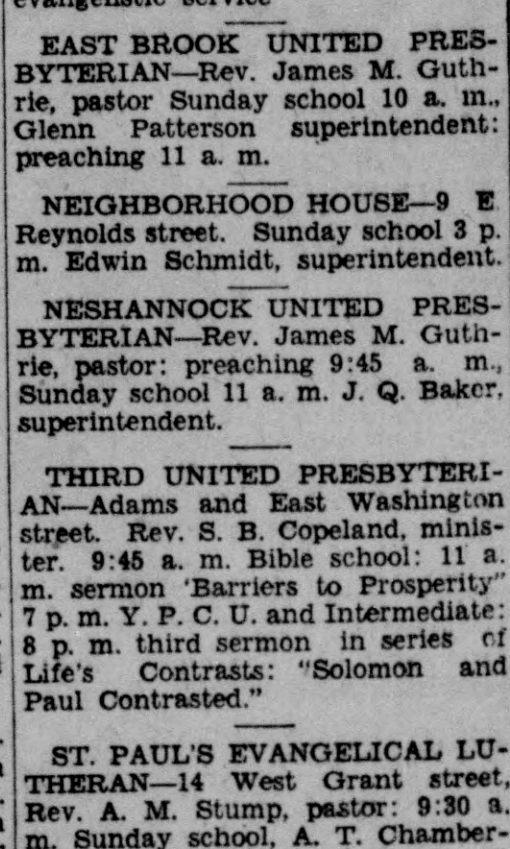 evangelistic service
EAST BROOK UNITED PRES-
BYTERIAN—Rev. James M. Guth-
rie, pastor Sunday school 10 a. m.,
Glenn Patterson superintendent:
preaching 11 a. m.
NEIGHBORHOOD HOUSE—9 E
Reynolds street. Sunday school 3 p.
m. Edwin Schmidt, superintendent.
NESHANNOCK UNITED PRES-
BYTERIAN—Rev. James M. Guth-
rie, pastor: preaching 9:45 a. m.,
Sunday school 11 a. m. J. Q. Baker,
superintendent.
THIRD UNITED PRESBYTERI-
AN—Adams and East Washington
street. Rev. S. B. Copeland, minis-
ter. 9:45 a. m. Bible school: 11 a.
m. sermon 'Barriers to Prosperity"
7 p. m. Y. P. C. U. and Intermediate:
8 p. m. third sermon in series of
Life's Contrasts: "Solomon and
Paul Contrasted."
ST. PAUL'S EVANGELICAL LU-
THERAN—14 West Grant street,
Rev. A. M. Stump, pastor: 9:30 a.
m. Sunday school, A. T. Chamber-